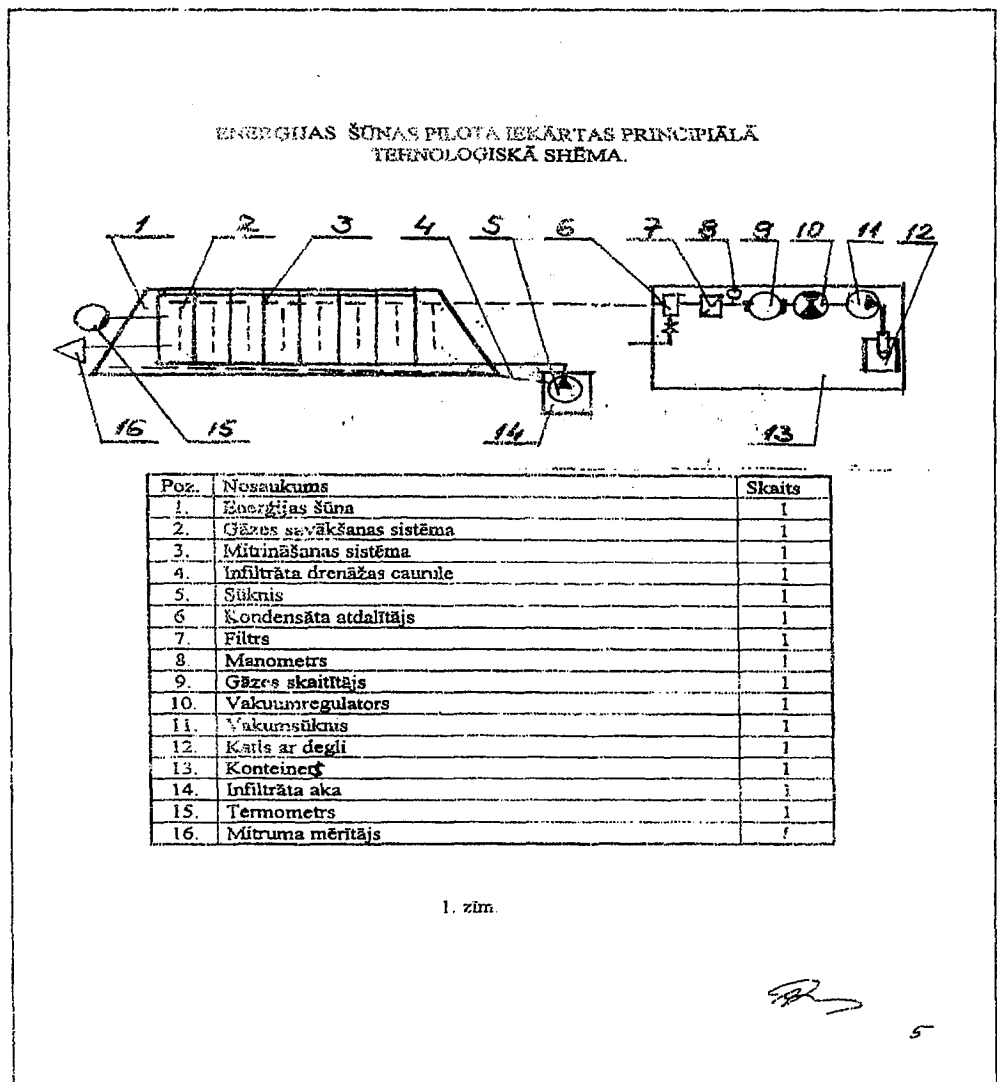 ENERĢIJAS ŠŪNAS PILOTA IEKĀRTAS PRINCIPIĀLĀ
TEHNOLOĢISKĀ SHĒMA.
1 2 3 4 5 6 7 8 9 10 11 12
16 15 14 13
Poz. Nosaukums Skaits
1. Enerģijas šūna 1
2. Gāzes savākšanas sistēma 1
3. Mitrināšanas sistēma 1
4. Infiltrāta drenāžas caurule 1
5. Sūknis 1
6 Kondensāta atdalītājs 1
7. Filtrs 1
8. Manometrs 1
9. Gāzes skaitītājs 1
10. Vakuumregulators 1
11. Vakumsūknis 1
12. Katls ar degli 1
13. Konteiners 1
14. Infiltrāta aka 1
15. Termometrs 1
16. Mitruma mērītājs 1
1. zīm.
5